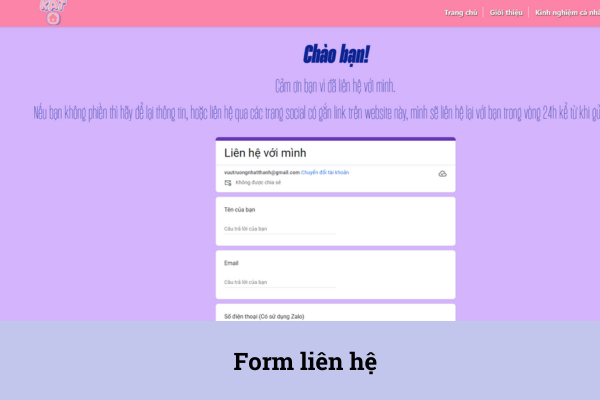 Trang chủ Giới thiệu Kinh nghiệm cá
Chào bạn!
Cảm ơn bạn vì đã liên hệ với mình.
Nếu bạn không phiền thì hãy để lại thông tin, hoặc liên hệ qua các trang social có gắn link trên website này, mình sẽ liên hệ lại với bạn trong vòng 24h kể từ khi
Liên hệ với mình
vuutruongnhatthanh@gmail.com Chuyển đổi tài khoản
Không được chia sẻ
Tên của bạn
Câu trả lời của bạn
Email
Câu trả lời của bạn
Số điện thoại (Có sử dụng Zalo)
Form liên hệ